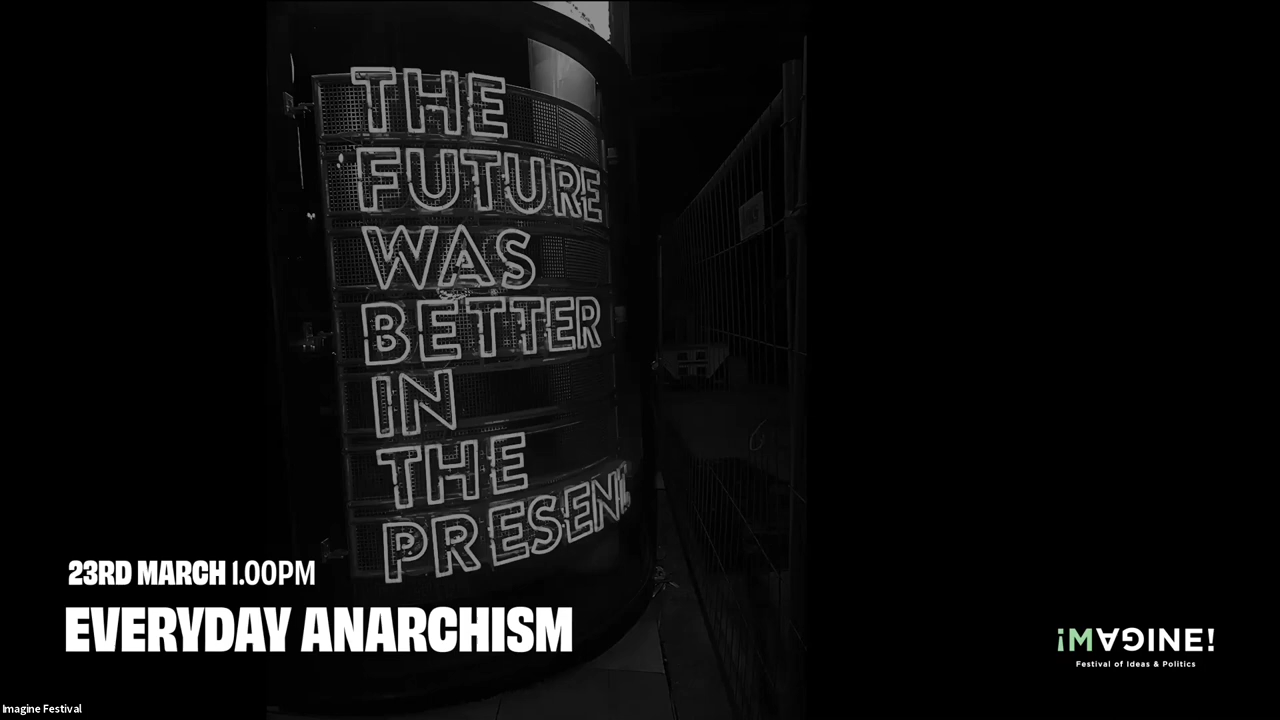 THE
FUTURE
WAS
BETTER
IN
THE
PRESENT
23RD MARCH 1.00PM
EVERYDAY ANARCHISM
¡MAGINE!
Festival of Ideas & Politics
Imagine Festival